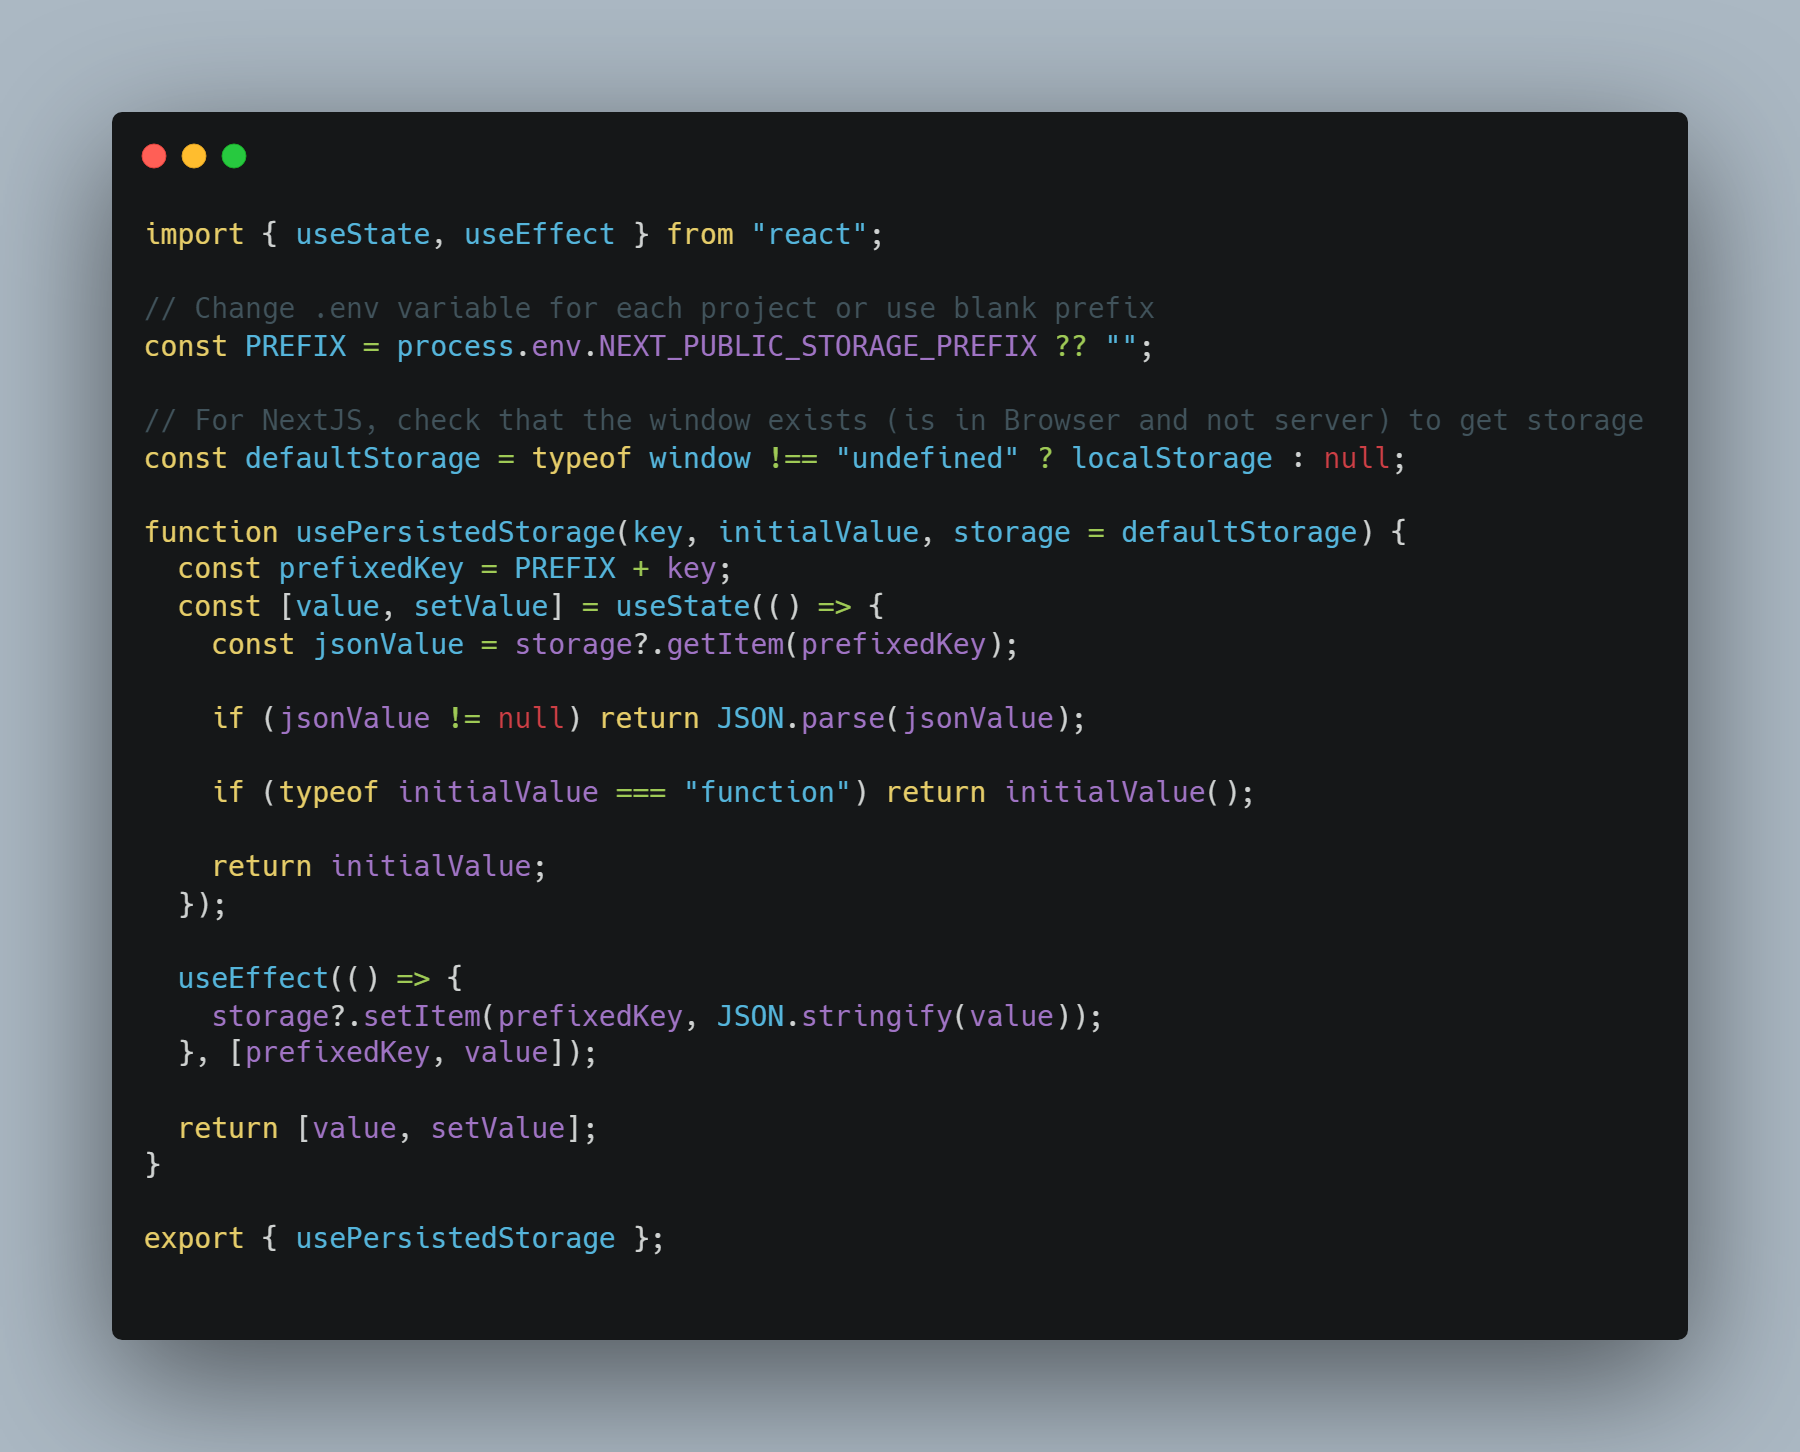 import { useState, useEffect } from "react";

// Change .env variable for each project or use blank prefix
const PREFIX = process.env.NEXT_PUBLIC_STORAGE_PREFIX ?? "";

// For NextJS, check that the window exists (is in Browser and not server) to get storage
const defaultStorage = typeof window !== "undefined" ? localStorage : null;

function usePersistedStorage(key, initialValue, storage = defaultStorage) {
  const prefixedKey = PREFIX + key;
  const [value, setValue] = useState(() => {
    const jsonValue = storage?.getItem(prefixedKey);

    if (jsonValue != null) return JSON.parse(jsonValue);

    if (typeof initialValue === "function") return initialValue();

    return initialValue;
  });

  useEffect(() => {
    storage?.setItem(prefixedKey, JSON.stringify(value));
  }, [prefixedKey, value]);

  return [value, setValue];
}

export { usePersistedStorage };